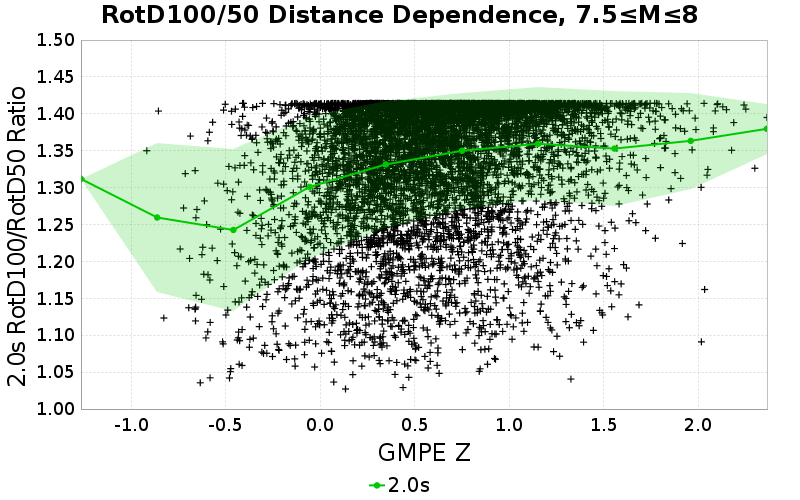 RotD100/50 Distance Dependence, 7.5≤M≤8
2.0s RotD100/RotD50 Ratio
1.50
1.45
1.40
1.35
1.30
1.25
1.20
1.15
1.10
1.05
1.00
-1.0 -0.5 0.0 0.5 1.0 1.5 2.0
GMPE Z
2.0s